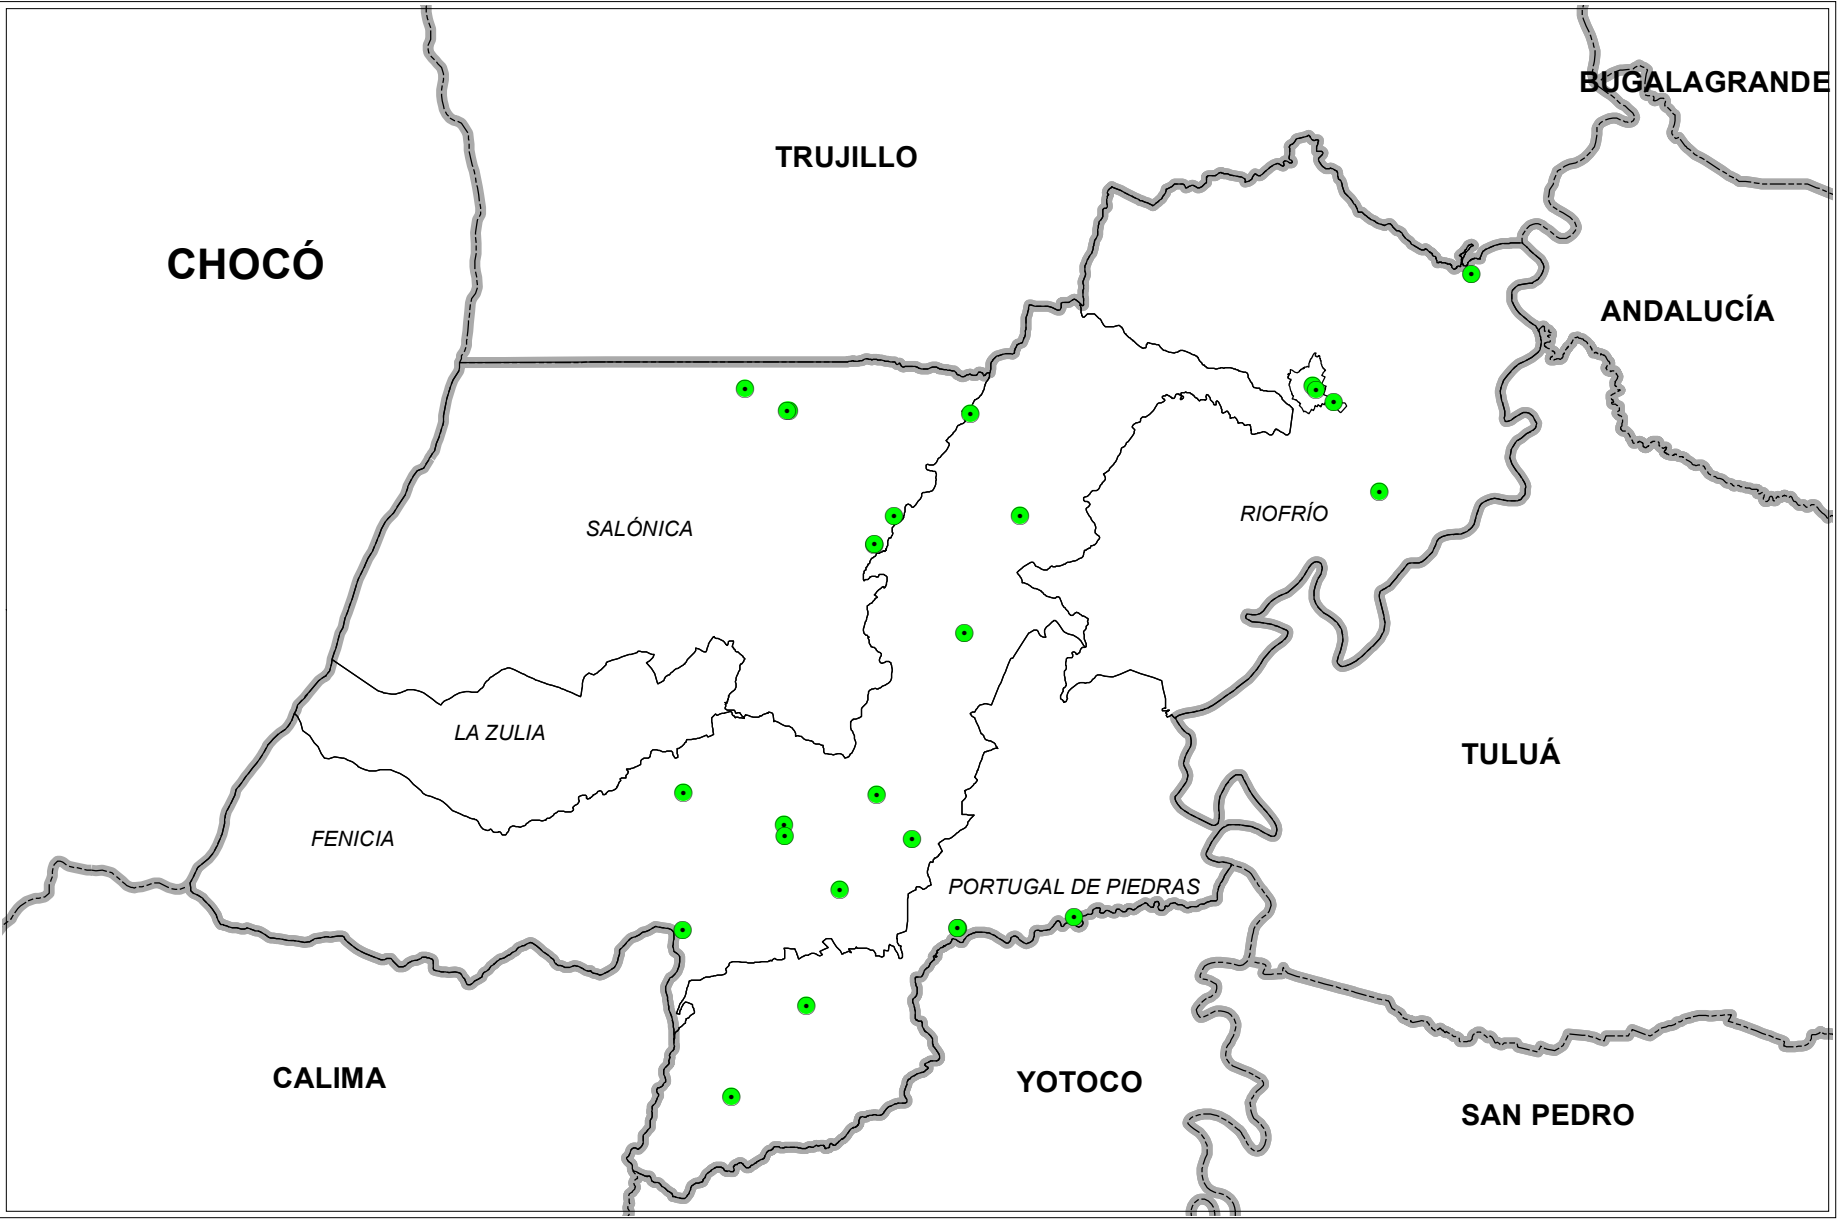 BUGALAGRANDE
TRUJILLO
CHOCÓ
ANDALUCÍA
RIOFRÍO
SALÓNICA
LA ZULIA
TULUÁ
FENICIA
PORTUGAL DE PIEDRAS
CALIMA
YOTOCO
SAN PEDRO